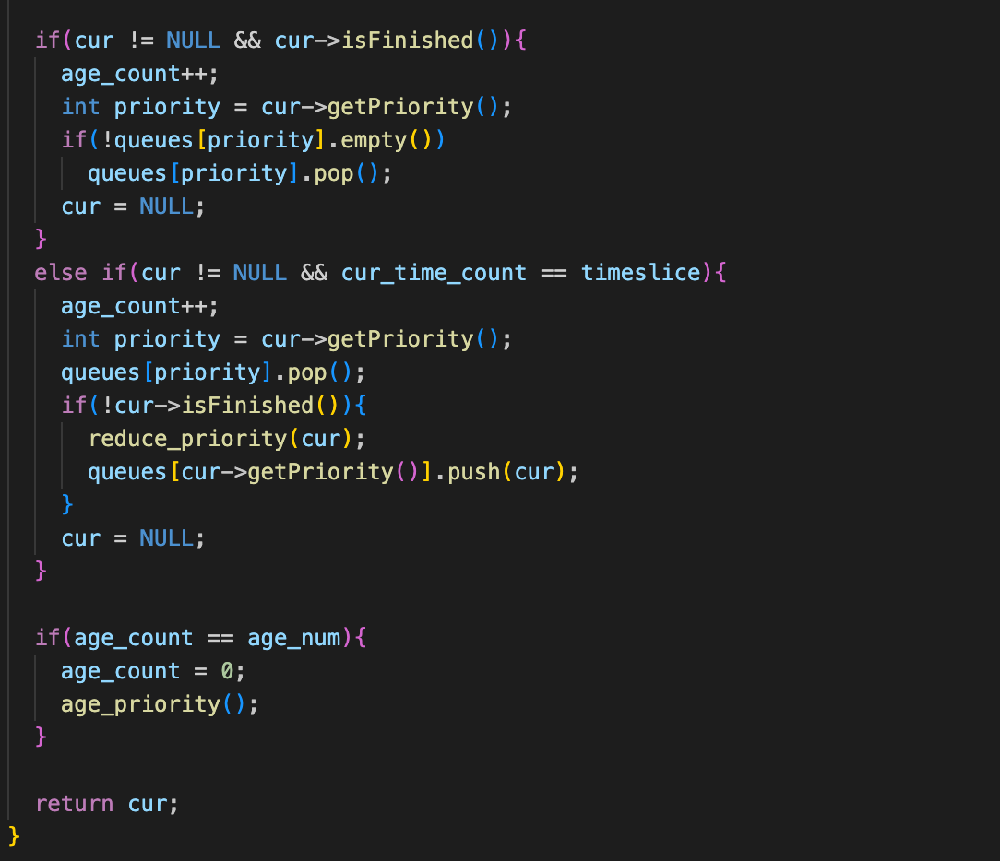 if(cur != NULL && cur->isFinished()){
age_count++;
int priority = cur->getPriority();
if(!queues[priority].empty())
queues[priority].pop();
cur = NULL;
}
else if(cur != NULL && cur_time_count == timeslice){
age_count++;
int priority = cur->getPriority();
queues[priority].pop();
if(!cur->isFinished()){
reduce_priority(cur);
queues[cur->getPriority()].push(cur);
}
cur = NULL;
}
if(age_count == age_num){
age_count = 0;
age_priority();
}
return cur;
}